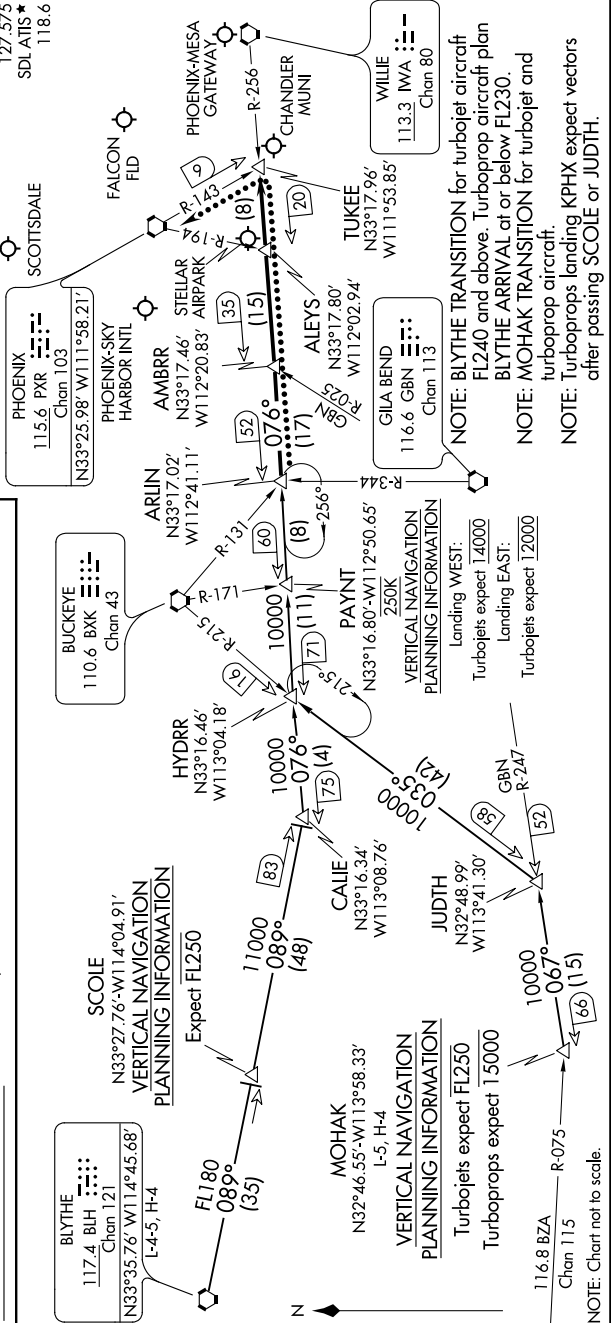 127.575
SDL ATIS ★
118.6
BLYTHE
117.4 BLH
Chan 121
N33°35.76' W114°45.68'
L-4-5, H-4
SCOLE
N33°27.76'-W114°04.91'
VERTICAL NAVIGATION
PLANNING INFORMATION
Expect FL250
FL180
089°
(35)
11000
089°
(48)
83
CALIE
N33°16.34'
W113°08.76'
75
10000
076°
(4)
HYDRR
N33°16.46'
W113°04.18'
16
R-215
BUCKEYE
110.6 BXK
Chan 43
R-171
R-131
71
10000
(11)
215°
PAYNT
N33°16.80'-W112°50.65'
250K
VERTICAL NAVIGATION
PLANNING INFORMATION
Landing WEST:
Turbojets expect 14000
Landing EAST:
Turbojets expect 12000
60
(8)
256°
ARLIN
N33°17.02'
W112°41.11'
52
076°
(17)
R-344
GILA BEND
116.6 GBN
Chan 113
GBN
R-025
AMBRR
N33°17.46'
W112°20.83'
35
(15)
ALEYS
N33°17.80'
W112°02.94'
20
(8)
TUKEE
N33°17.96'
W111°53.85'
STELLAR
AIRPARK
R-194
R-143
9
PHOENIX
115.6 PXR
Chan 103
N33°25.98' W111°58.21'
PHOENIX-SKY
HARBOR INTL
SCOTTSDALE
FALCON
FLD
PHOENIX-MESA
GATEWAY
R-256
CHANDLER
MUNI
WILLIE
113.3 IWA
Chan 80
10000
035°
(42)
58
JUDTH
N32°48.99'
W113°41.30'
52
GBN
R-247
10000
067°
(15)
66
MOHAK
N32°46.55'-W113°58.33'
L-5, H-4
VERTICAL NAVIGATION
PLANNING INFORMATION
Turbojets expect FL250
Turboprops expect 15000
116.8 BZA
Chan 115
R-075
N
NOTE: Chart not to scale.
NOTE: BLYTHE TRANSITION for turbojet aircraft
FL240 and above. Turboprop aircraft plan
BLYTHE ARRIVAL at or below FL230.
NOTE: MOHAK TRANSITION for turbojet and
turboprop aircraft.
NOTE: Turboprops landing KPHX expect vectors
after passing SCOLE or JUDTH.